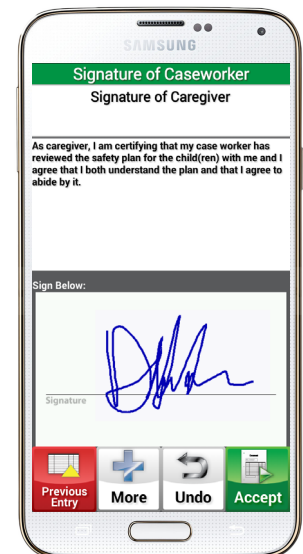 SAMSUNG
Signature of Caseworker
Signature of Caregiver
As caregiver, I am certifying that my case worker has
reviewed the safety plan for the child(ren) with me and I
agree that I both understand the plan and that I agree to
abide by it.
Sign Below:
Signature
Previous
Entry
More
Undo
Accept